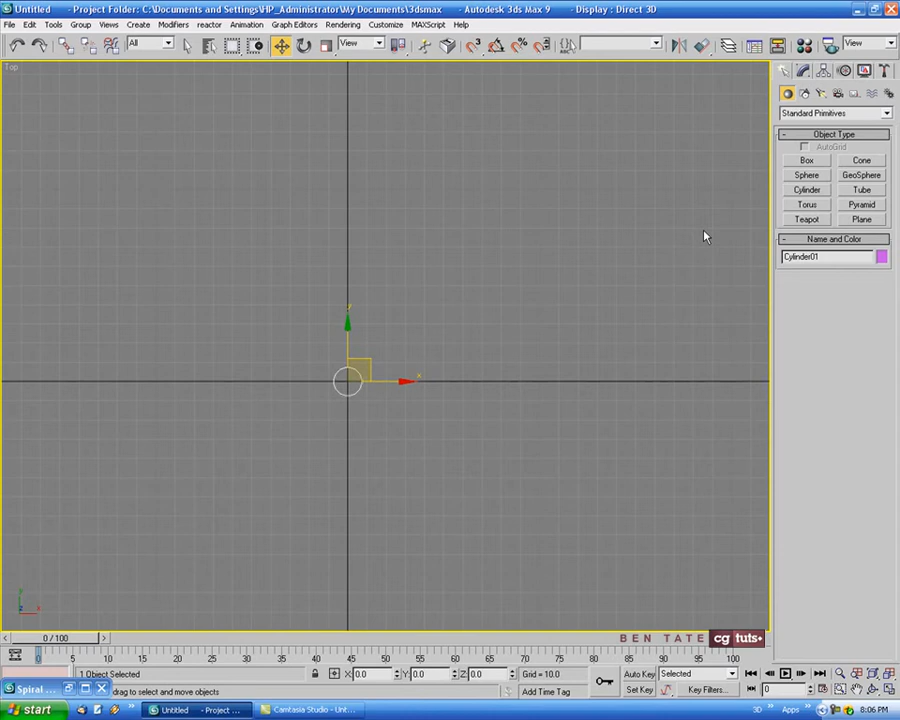 Untitled - Project Folder: C:\Documents and Settings\HP_Administrator\My Documents\3dsmax - Autodesk 3ds Max 9 - Display : Direct 3D
File Edit Tools Group Views Create Modifiers reactor Animation Graph Editors Rendering Customize MAXScript Help
All View View
Top
Standard Primitives
- Object Type
AutoGrid
Box Cone
Sphere GeoSphere
Cylinder Tube
Torus Pyramid
Teapot Plane
- Name and Color
Cylinder01
y
x
y
z x
< 0 / 100 >
BEN TATE cg tuts+
0 5 10 15 20 25 30 35 40 45 50 55 60 65 70 75 80 85 90 95 100
1 Object Selected X: 0.0 Y: 0.0 Z: 0.0 Grid = 10.0 Auto Key Selected
Spiral ... drag to select and move objects Add Time Tag Set Key Key Filters... 0
start Untitled - Project ... Camtasia Studio - Unt... 3D Apps 8:06 PM